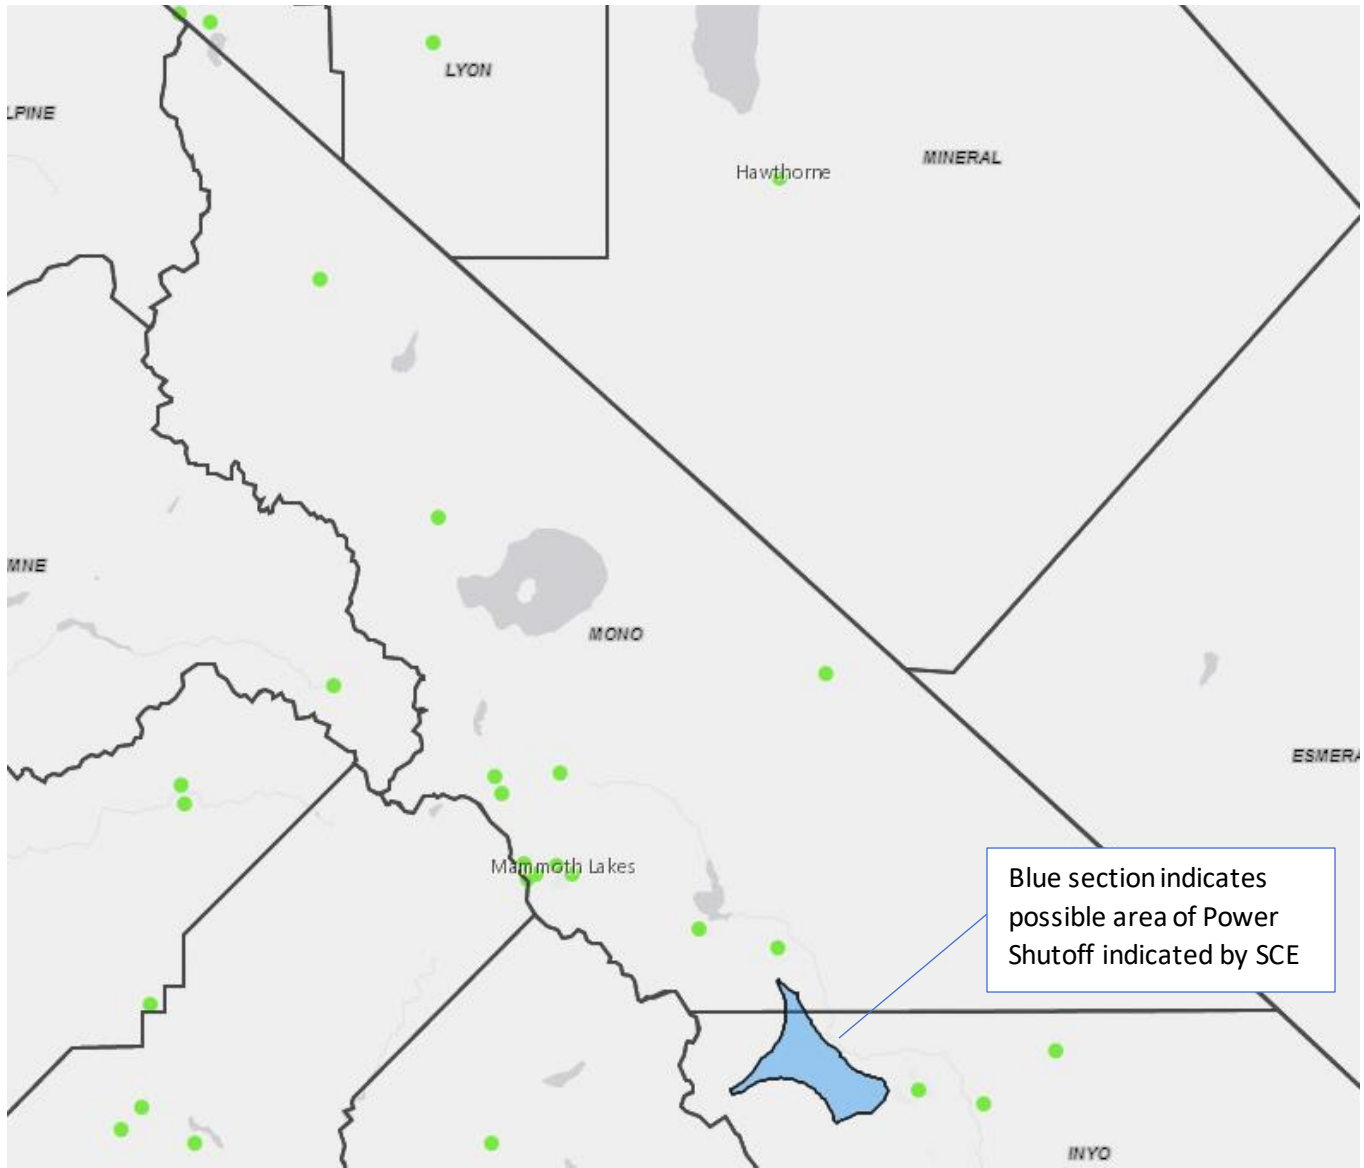 LYON
LPINE
MINERAL
Hawthorne
MNE
MONO
ESMERA
Mammoth Lakes
Blue section indicates
possible area of Power
Shutoff indicated by SCE
INYO